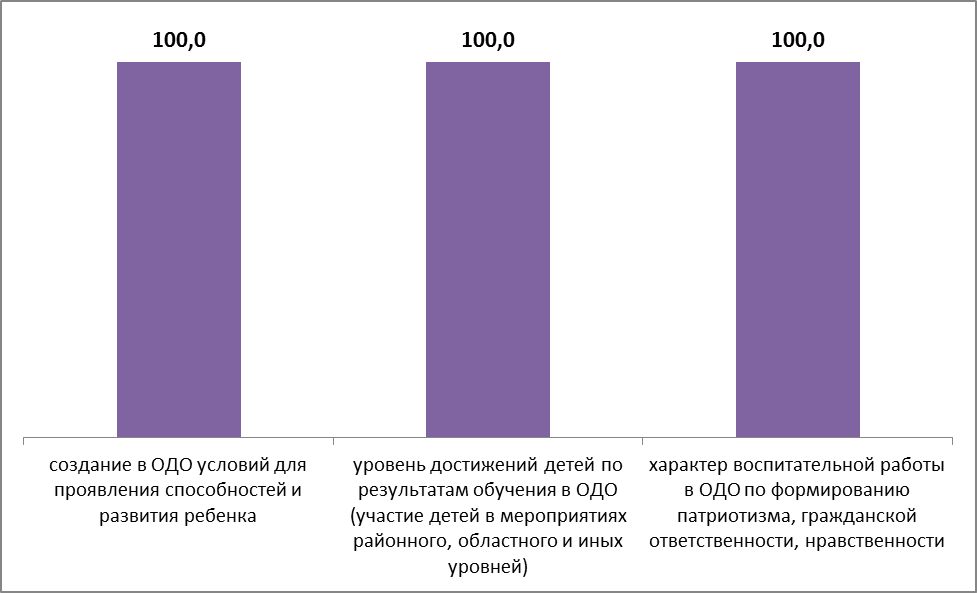 100,0
100,0
100,0
создание в ОДО условий для
проявления способностей и
развития ребенка
уровень достижений детей по
результатам обучения в ОДО
(участие детей в мероприятиях
районного, областного и иных
уровней)
характер воспитательной работы
в ОДО по формированию
патриотизма, гражданской
ответственности, нравственности